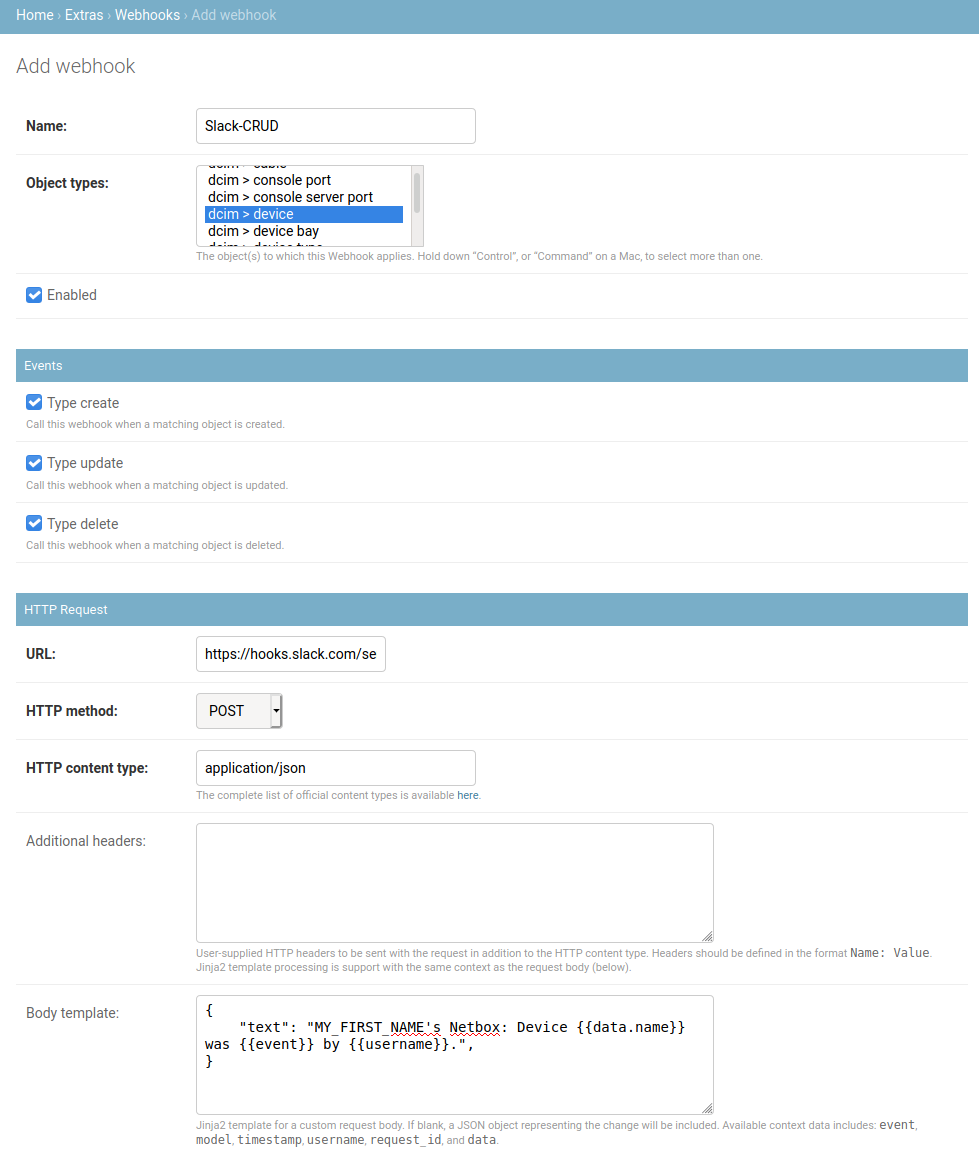 Home › Extras › Webhooks › Add webhook
Add webhook
Name:
Slack-CRUD
Object types:
dcim > cable
dcim > console port
dcim > console server port
dcim > device
dcim > device bay
dcim > device type
The object(s) to which this Webhook applies. Hold down “Control”, or “Command” on a Mac, to select more than one.
Enabled
Events
Type create
Call this webhook when a matching object is created.
Type update
Call this webhook when a matching object is updated.
Type delete
Call this webhook when a matching object is deleted.
HTTP Request
URL:
https://hooks.slack.com/se
HTTP method:
POST
HTTP content type:
application/json
The complete list of official content types is available here.
Additional headers:
User-supplied HTTP headers to be sent with the request in addition to the HTTP content type. Headers should be defined in the format Name: Value.
Jinja2 template processing is support with the same context as the request body (below).
Body template:
{
    "text": "MY_FIRST_NAME's Netbox: Device {{data.name}}
was {{event}} by {{username}}.",
}
Jinja2 template for a custom request body. If blank, a JSON object representing the change will be included. Available context data includes: event,
model, timestamp, username, request_id, and data.